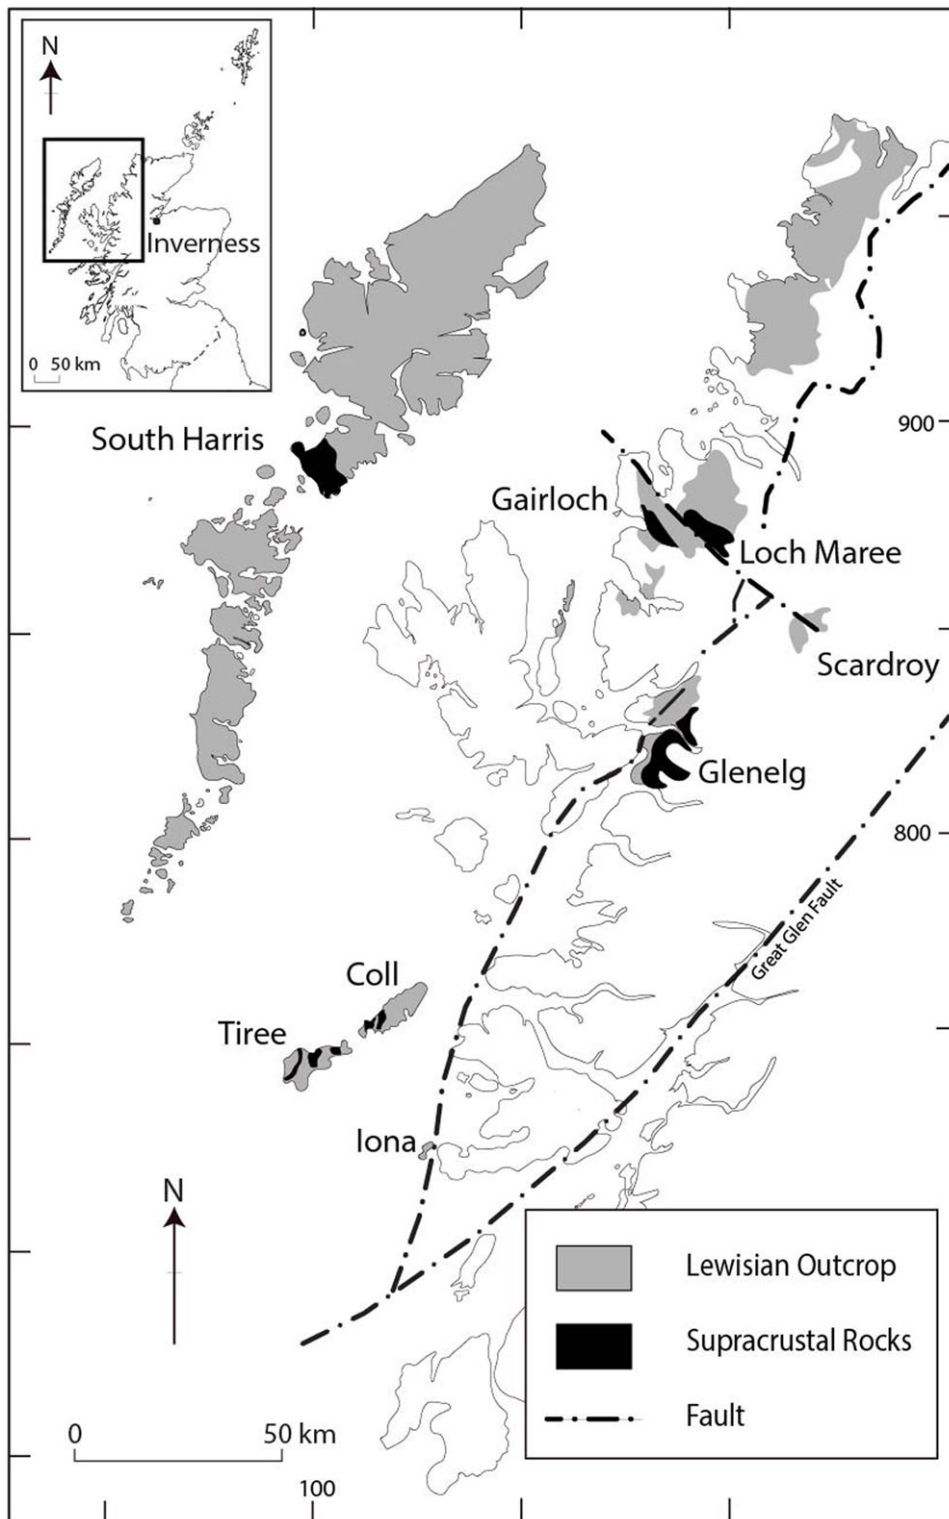 N
Inverness
0 50 km
South Harris
900
Gairloch
Loch Maree
Scardroy
Glenelg
800
Great Glen Fault
Coll
Tiree
Iona
N
Lewisian Outcrop
Supracrustal Rocks
Fault
0 50 km
100